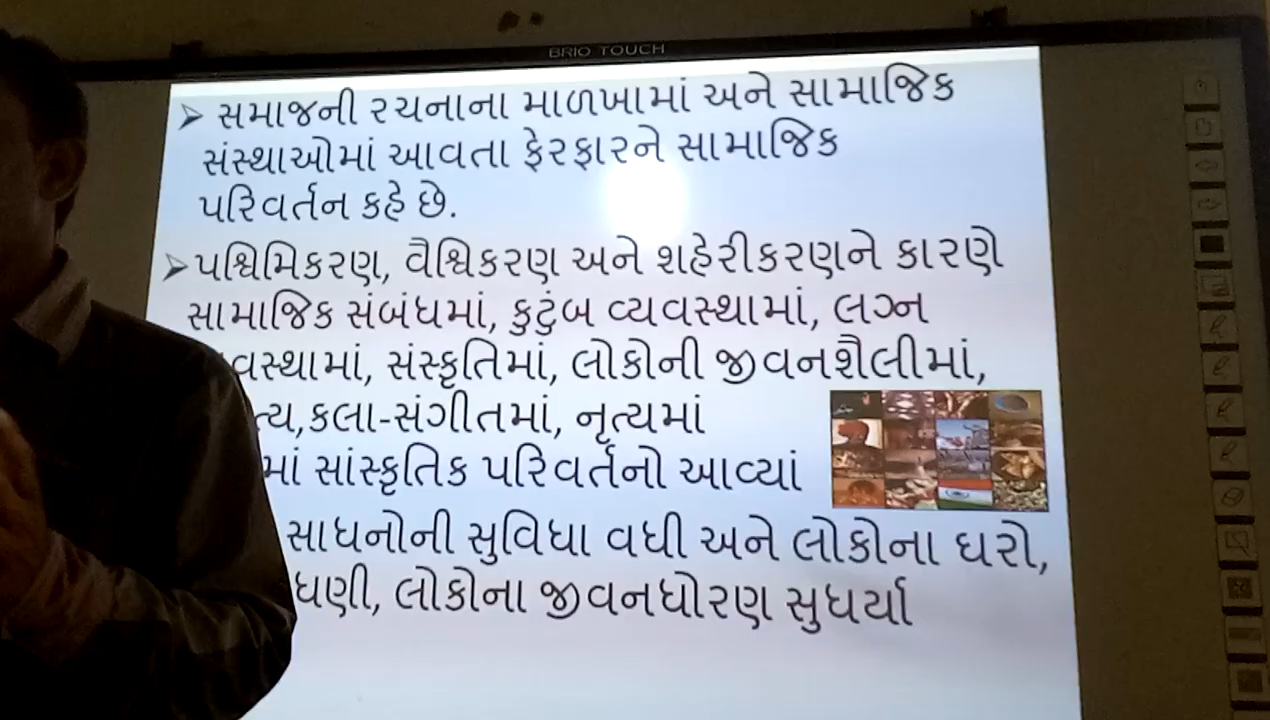 BRIO TOUCH
➢ સમાજની રચનાના માળખામાં અને સામાજિક
સંસ્થાઓમાં આવતા ફેરફારને સામાજિક
પરિવર્તન કહે છે.
➢પશ્ચિમિકરણ, વૈશ્વિકરણ અને શહેરીકરણને કારણે
સામાજિક સંબંધમાં, કુટુંબ વ્યવસ્થામાં, લગ્ન
વસ્થામાં, સંસ્કૃતિમાં, લોકોની જીવનશૈલીમાં,
ત્ય,કલા-સંગીતમાં, નૃત્યમાં
માં સાંસ્કૃતિક પરિવર્તનો આવ્યાં
સાધનોની સુવિધા વધી અને લોકોના ઘરો,
ધણી, લોકોના જીવનધોરણ સુધર્યા